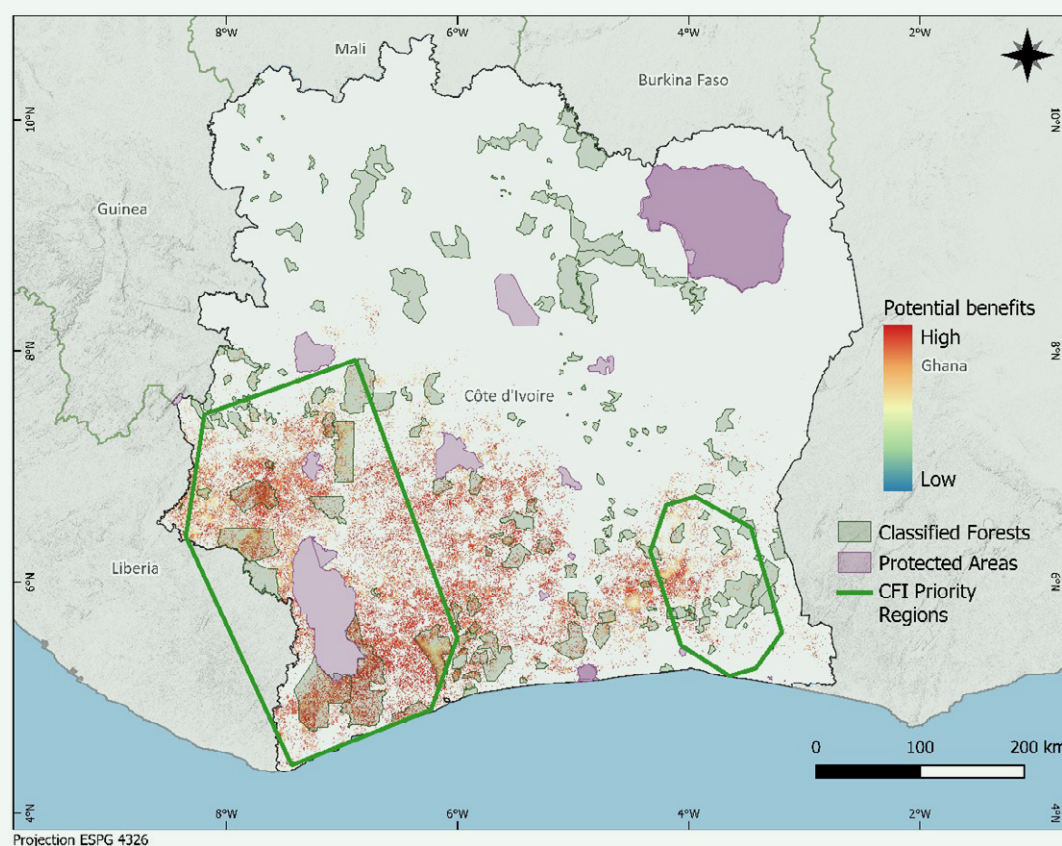 8°W
6°W
4°W
2°W
Mali
Burkina Faso
10°N
10°N
Guinea
Potential benefits
High
Ghana
Low
8°N
8°N
Côte d'Ivoire
Classified Forests
Protected Areas
CFI Priority
Regions
Liberia
6°N
6°N
0
100
200 km
4°N
4°N
8°W
6°W
4°W
2°W
Projection ESPG 4326